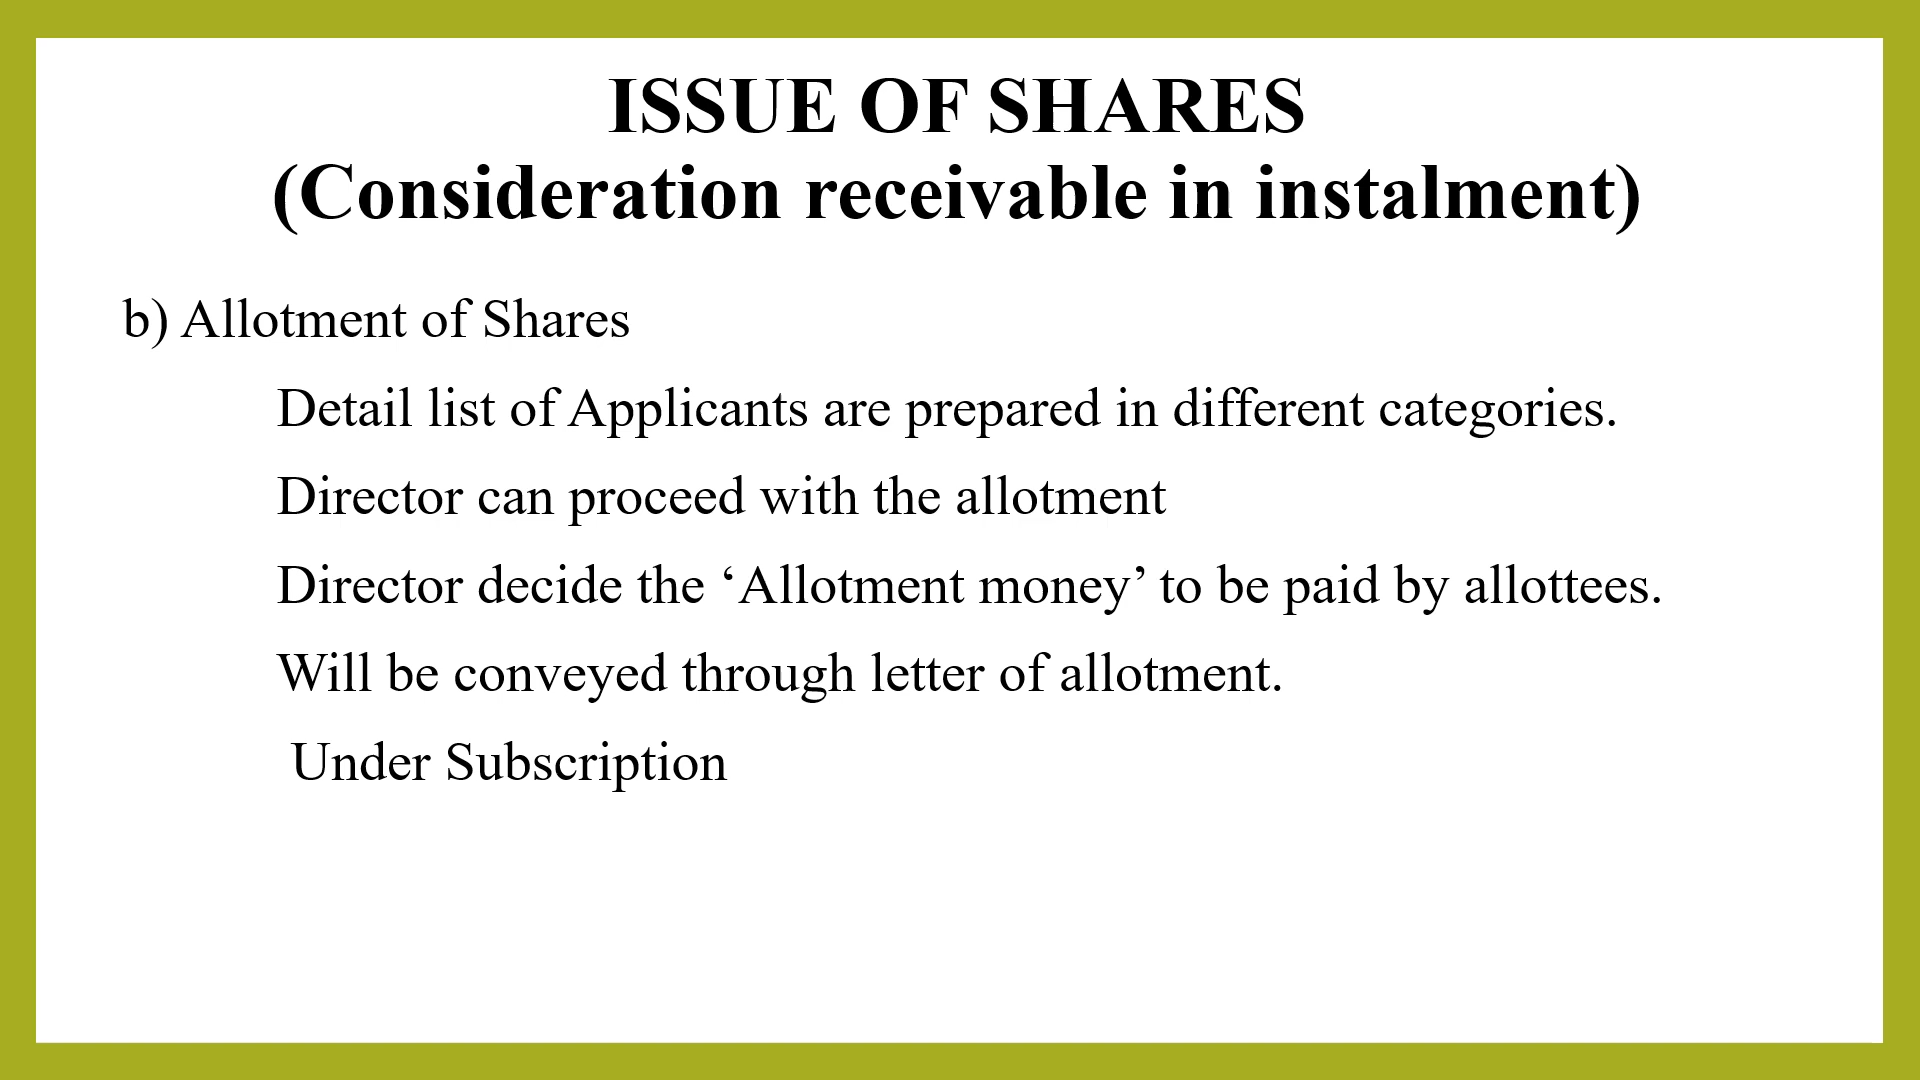 ISSUE OF SHARES
(Consideration receivable in instalment)
b) Allotment of Shares
Detail list of Applicants are prepared in different categories.
Director can proceed with the allotment
Director decide the ‘Allotment money’ to be paid by allottees.
Will be conveyed through letter of allotment.
Under Subscription